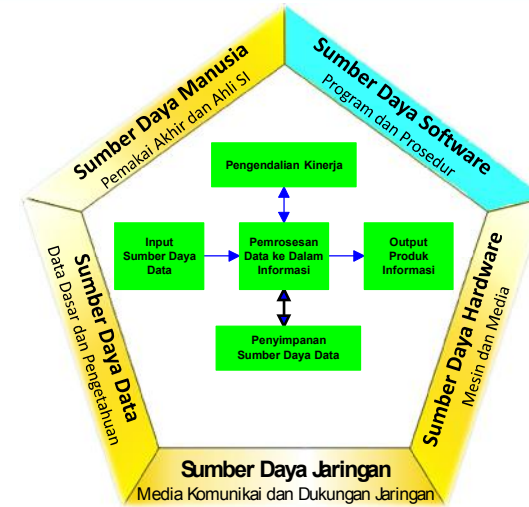 Sumber Daya Manusia
Pemakai Akhir dan Ahli SI
Sumber Daya Software
Program dan Prosedur
Pengendalian Kinerja
Input
Sumber Daya
Data
Pemrosesan
Data ke Dalam
Informasi
Output
Produk
Informasi
Penyimpanan
Sumber Daya Data
Sumber Daya Data
Data Dasar dan Pengetahuan
Sumber Daya Hardware
Mesin dan Media
Sumber Daya Jaringan
Media Komunikai dan Dukungan Jaringan